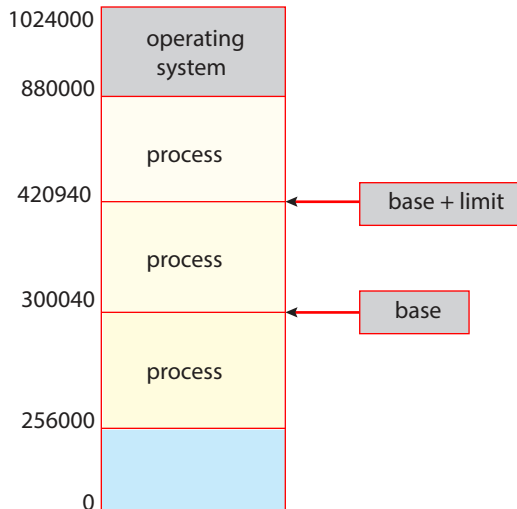 1024000
operating
system
880000
process
420940
base + limit
process
300040
base
process
256000
0